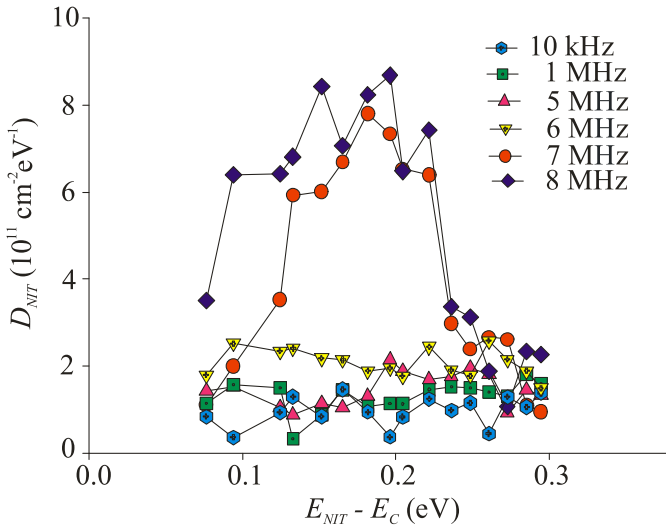 10
8
6
4
2
0
D_NIT (10^11 cm^-2 eV^-1)
10 kHz
1 MHz
5 MHz
6 MHz
7 MHz
8 MHz
0.0 0.1 0.2 0.3
E_NIT - E_C (eV)